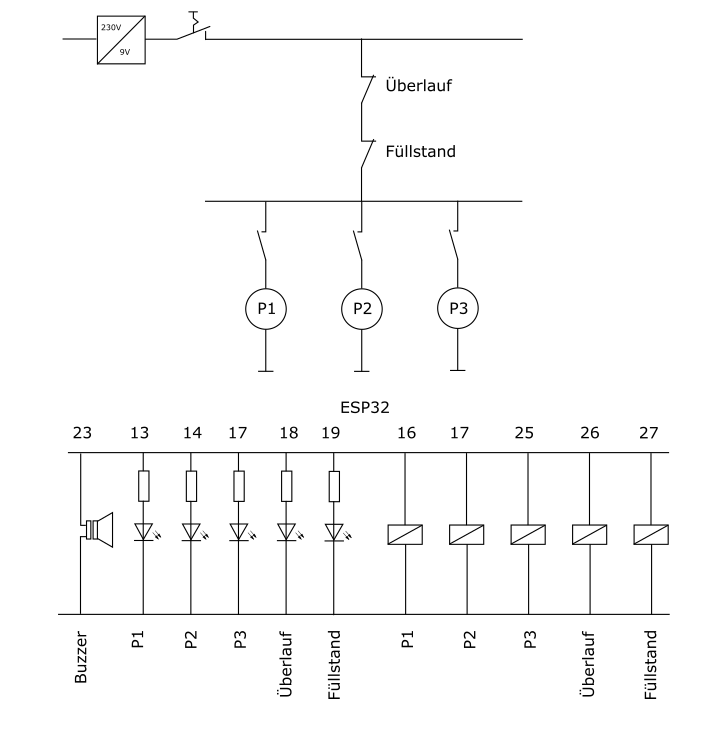 230V
9V
Überlauf
Füllstand
P1 P2 P3
ESP32
23 13 14 17 18 19 16 17 25 26 27
Buzzer P1 P2 P3 Überlauf Füllstand P1 P2 P3 Überlauf Füllstand